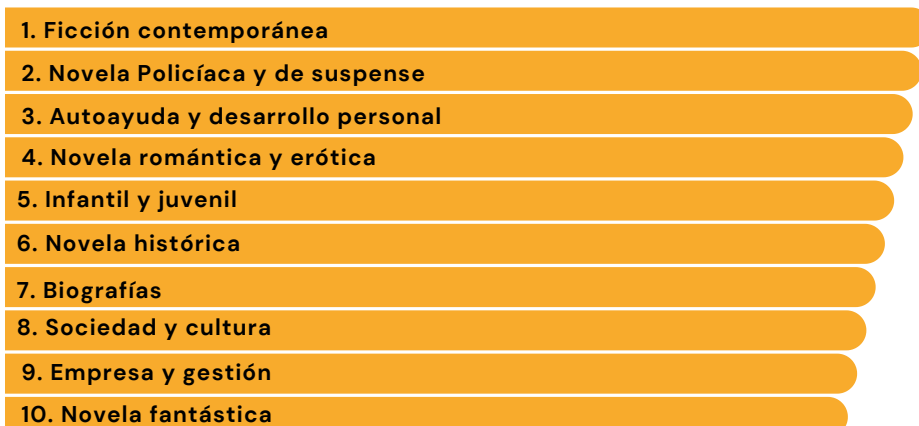 1. Ficción contemporánea
2. Novela Policíaca y de suspense
3. Autoayuda y desarrollo personal
4. Novela romántica y erótica
5. Infantil y juvenil
6. Novela histórica
7. Biografías
8. Sociedad y cultura
9. Empresa y gestión
10. Novela fantástica